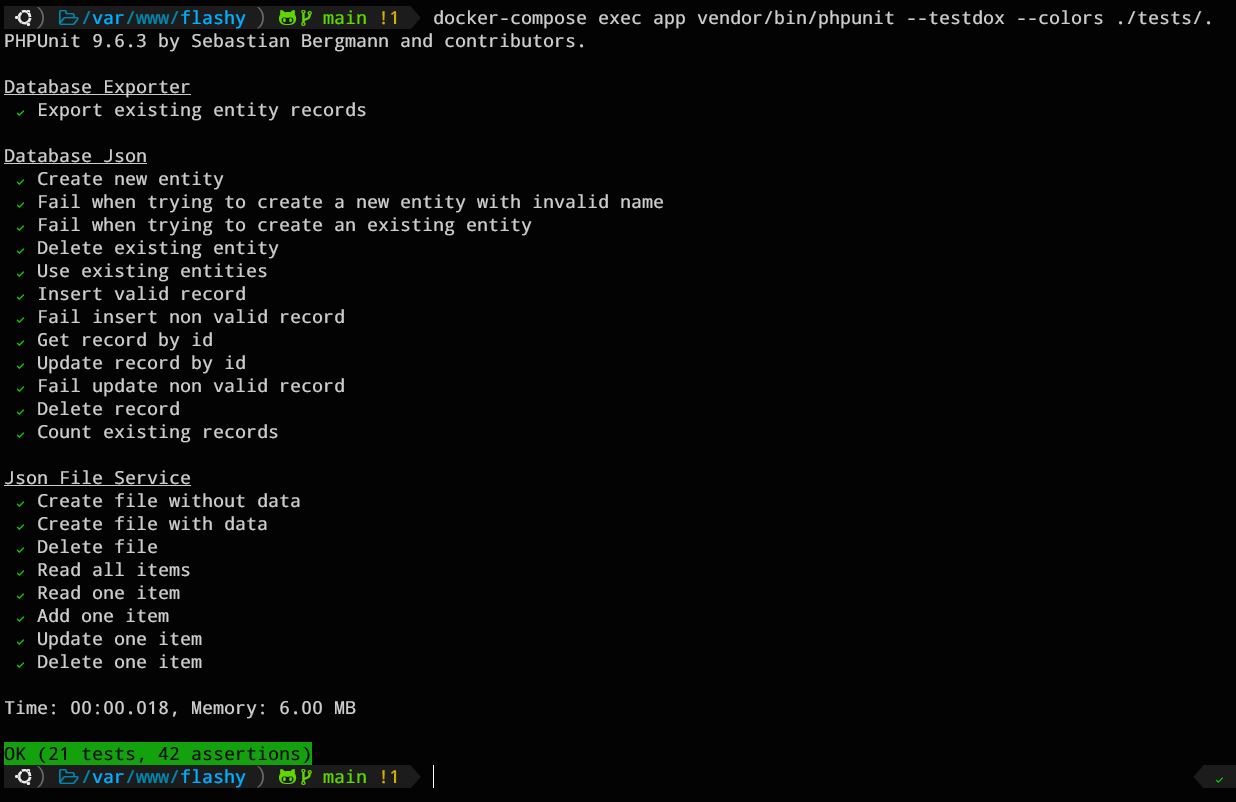 /var/www/flashy ) main !1 docker-compose exec app vendor/bin/phpunit --testdox --colors ./tests/.
PHPUnit 9.6.3 by Sebastian Bergmann and contributors.
Database Exporter
✓ Export existing entity records
Database Json
✓ Create new entity
✓ Fail when trying to create a new entity with invalid name
✓ Fail when trying to create an existing entity
✓ Delete existing entity
✓ Use existing entities
✓ Insert valid record
✓ Fail insert non valid record
✓ Get record by id
✓ Update record by id
✓ Fail update non valid record
✓ Delete record
✓ Count existing records
Json File Service
✓ Create file without data
✓ Create file with data
✓ Delete file
✓ Read all items
✓ Read one item
✓ Add one item
✓ Update one item
✓ Delete one item
Time: 00:00.018, Memory: 6.00 MB
OK (21 tests, 42 assertions)
/var/www/flashy ) main !1 ✓